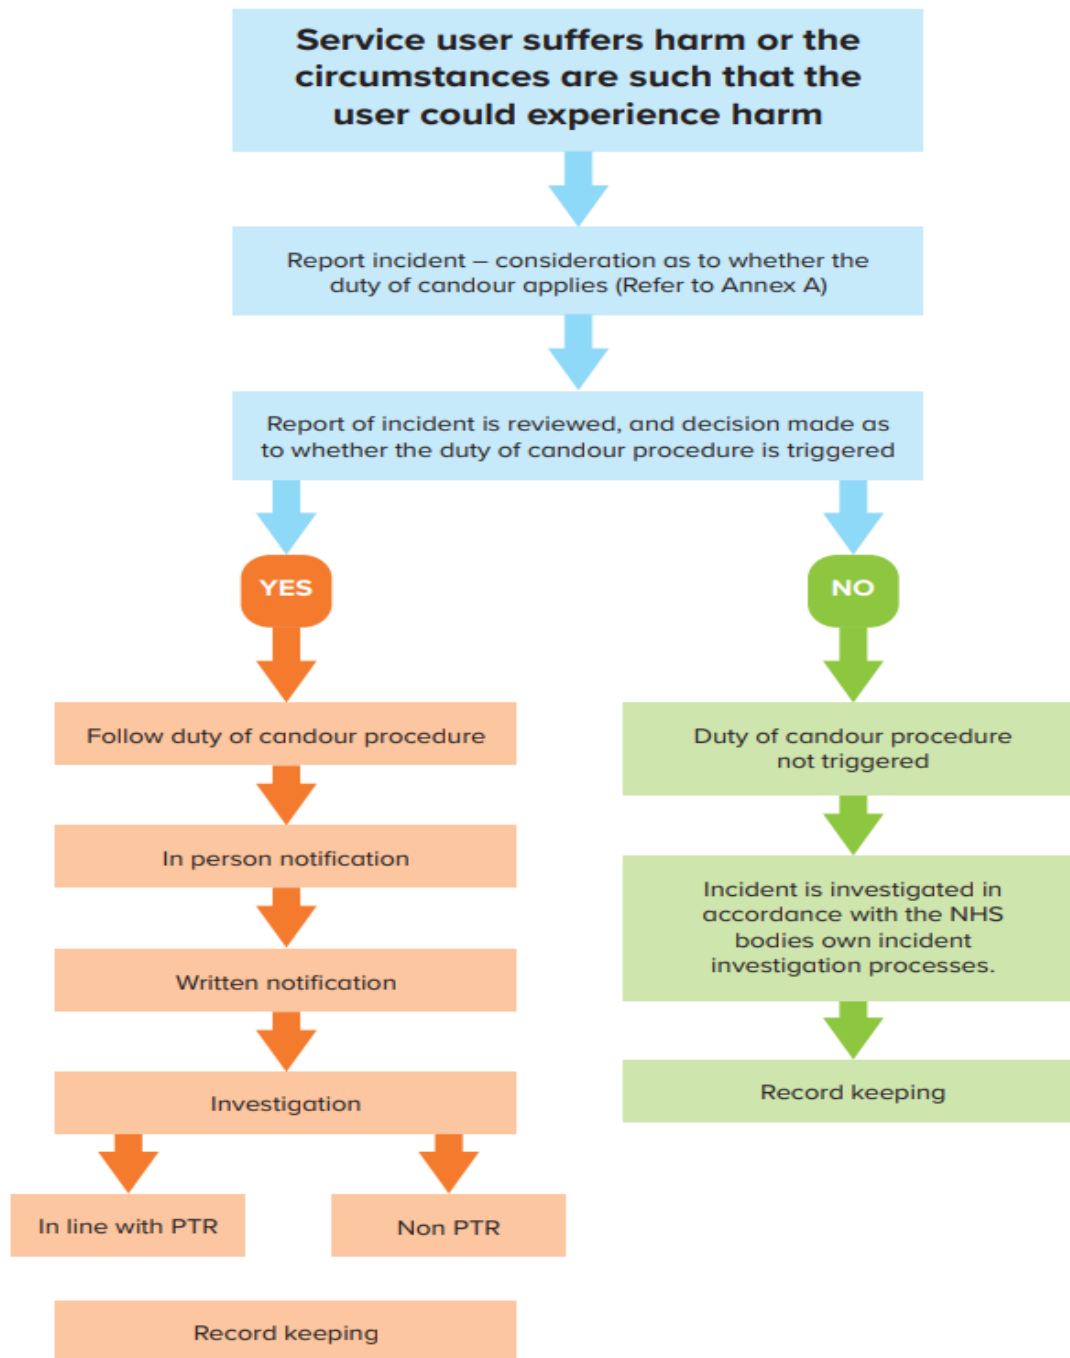 Service user suffers harm or the
circumstances are such that the
user could experience harm
Report incident – consideration as to whether the
duty of candour applies (Refer to Annex A)
Report of incident is reviewed, and decision made as
to whether the duty of candour procedure is triggered
YES
NO
Follow duty of candour procedure
In person notification
Written notification
Investigation
In line with PTR
Non PTR
Record keeping
Duty of candour procedure
not triggered
Incident is investigated in
accordance with the NHS
bodies own incident
investigation processes.
Record keeping